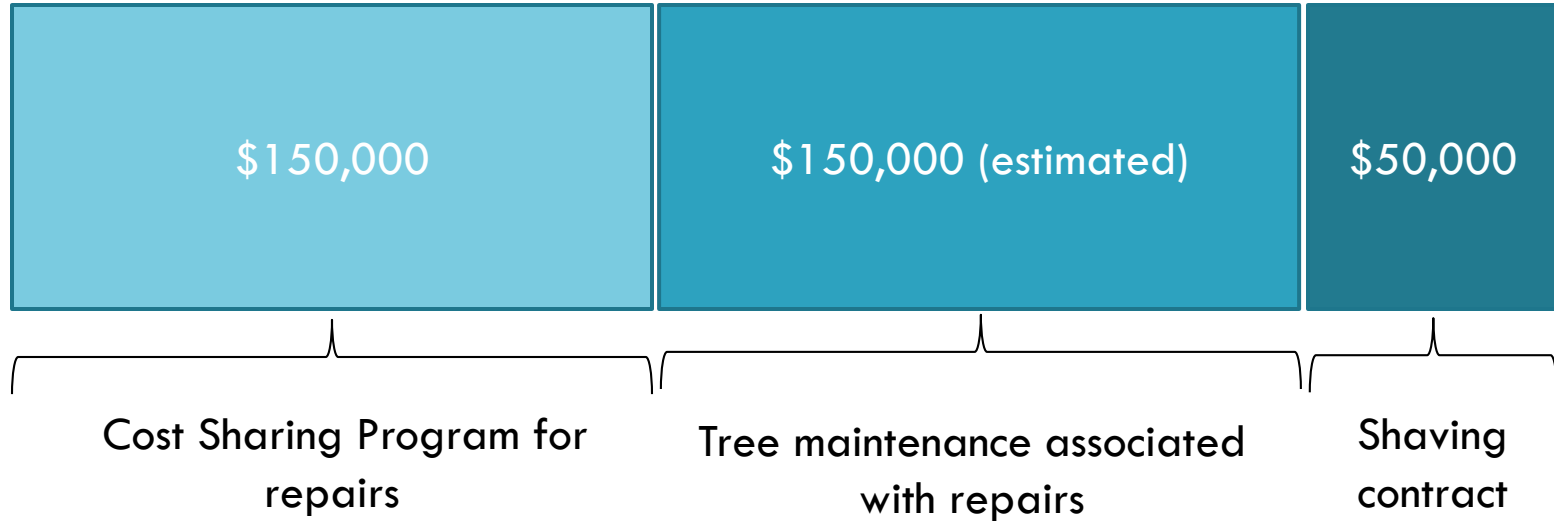 $150,000
$150,000 (estimated)
$50,000
Cost Sharing Program for
repairs
Tree maintenance associated
with repairs
Shaving
contract